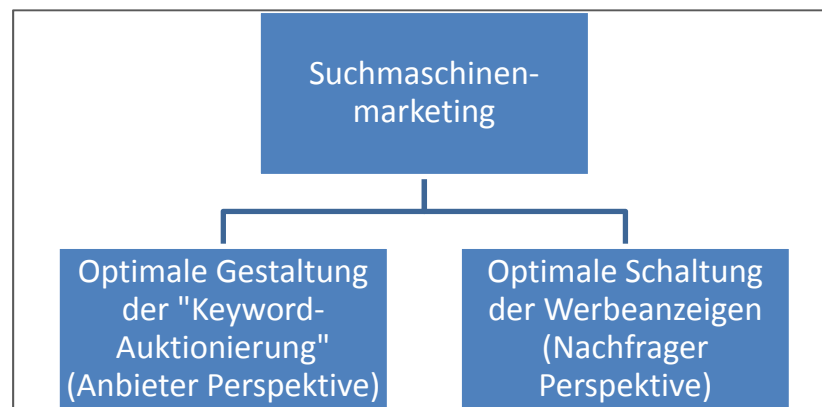 Suchmaschinen-
marketing
Optimale Gestaltung
der "Keyword-
Auktionierung"
(Anbieter Perspektive)
Optimale Schaltung
der Werbeanzeigen
(Nachfrager
Perspektive)